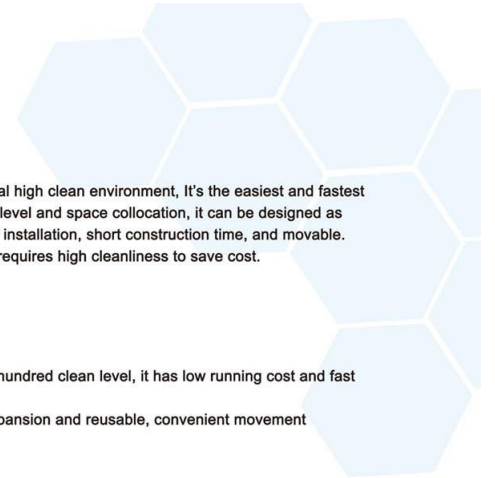 high clean environment, It's the easiest and fastest
level and space collocation, it can be designed as
installation, short construction time, and movable.
requires high cleanliness to save cost.
hundred clean level, it has low running cost and fast
and reusable, convenient movement